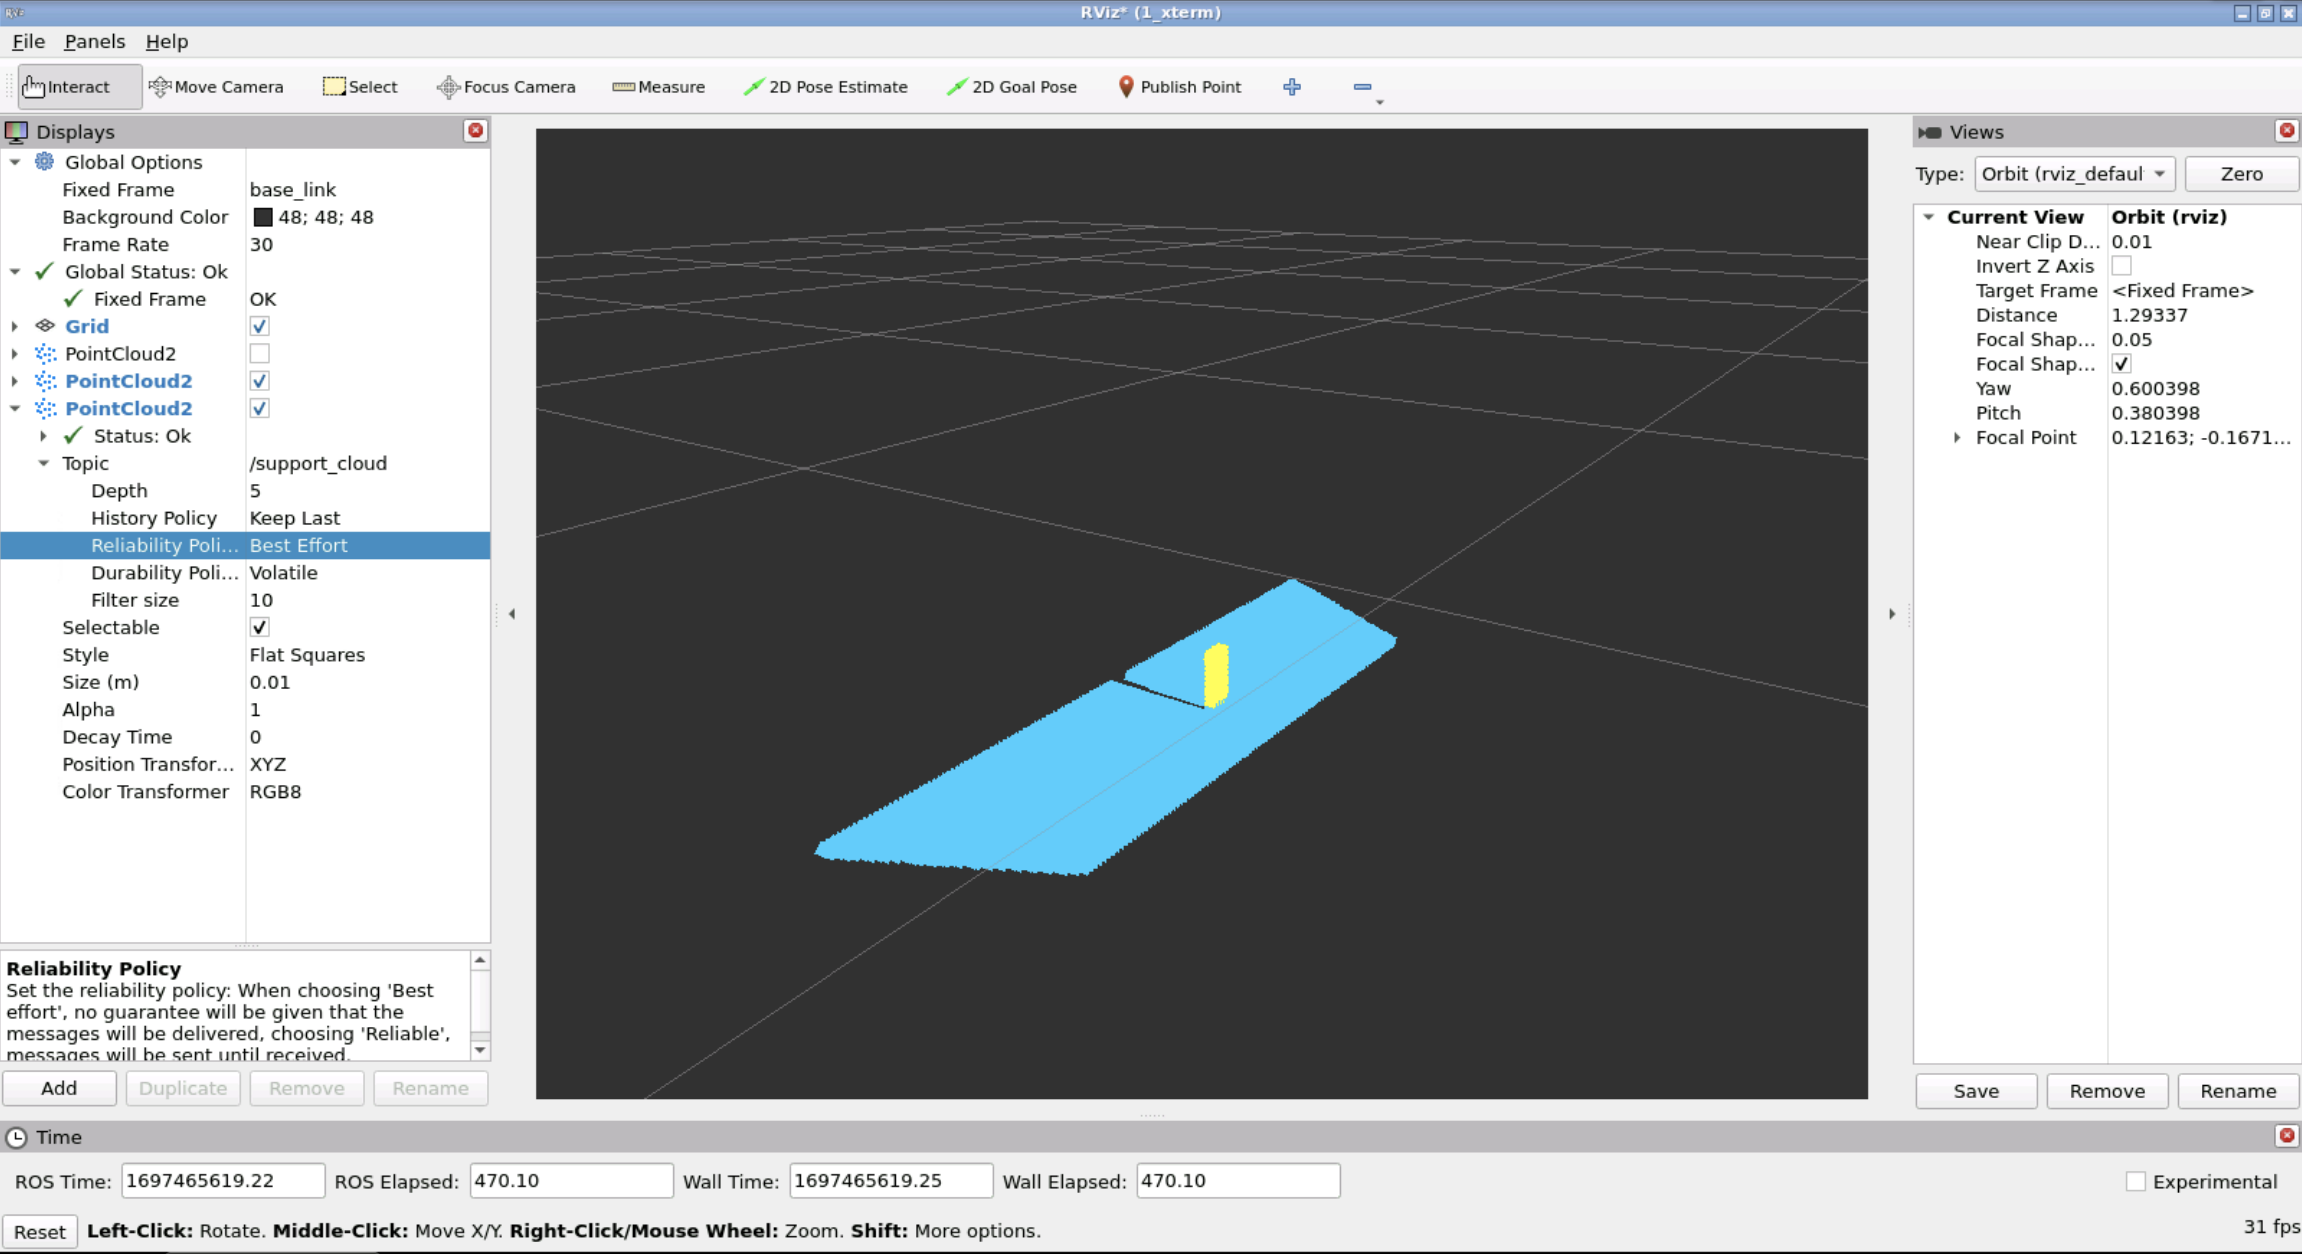 RViz* (1_xterm)
File Panels Help
Interact Move Camera Select Focus Camera Measure 2D Pose Estimate 2D Goal Pose Publish Point
Displays
Global Options
Fixed Frame base_link
Background Color 48; 48; 48
Frame Rate 30
Global Status: Ok
Fixed Frame OK
Grid
PointCloud2
PointCloud2
PointCloud2
Status: Ok
Topic /support_cloud
Depth 5
History Policy Keep Last
Reliability Poli... Best Effort
Durability Poli... Volatile
Filter size 10
Selectable
Style Flat Squares
Size (m) 0.01
Alpha 1
Decay Time 0
Position Transfor... XYZ
Color Transformer RGB8
Reliability Policy
Set the reliability policy: When choosing 'Best
effort', no guarantee will be given that the
messages will be delivered, choosing 'Reliable',
messages will be sent until received.
Add Duplicate Remove Rename
Views
Type: Orbit (rviz_defaul Zero
Current View Orbit (rviz)
Near Clip D... 0.01
Invert Z Axis
Target Frame <Fixed Frame>
Distance 1.29337
Focal Shap... 0.05
Focal Shap...
Yaw 0.600398
Pitch 0.380398
Focal Point 0.12163; -0.1671...
Save Remove Rename
Time
ROS Time: 1697465619.22 ROS Elapsed: 470.10 Wall Time: 1697465619.25 Wall Elapsed: 470.10 Experimental
Reset Left-Click: Rotate. Middle-Click: Move X/Y. Right-Click/Mouse Wheel: Zoom. Shift: More options. 31 fps